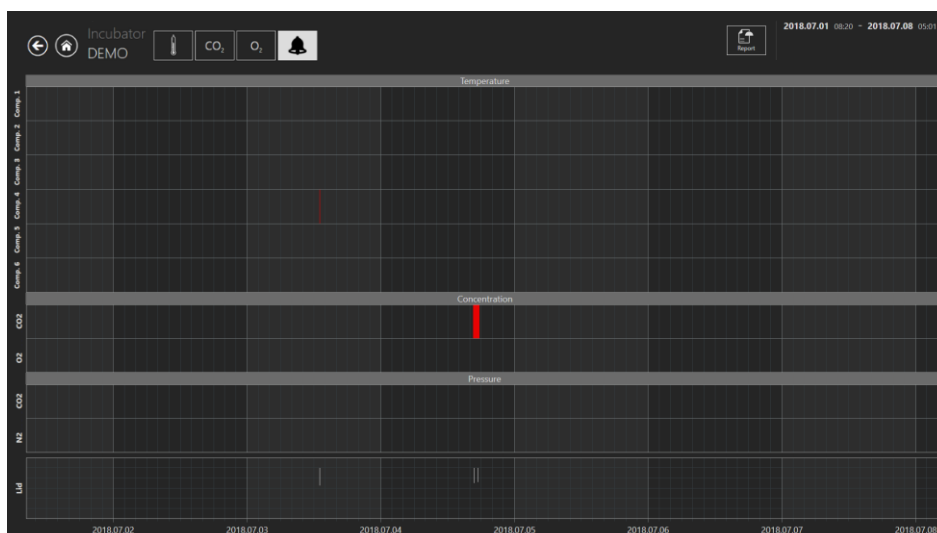 Incubator
DEMO
CO₂
O₂
Report
2018.07.01 08:20 - 2018.07.08 05:01
Temperature
Comp. 1
Comp. 2
Comp. 3
Comp. 4
Comp. 5
Comp. 6
Concentration
CO2
O2
Pressure
CO2
N2
Lid
2018.07.02 2018.07.03 2018.07.04 2018.07.05 2018.07.06 2018.07.07 2018.07.08